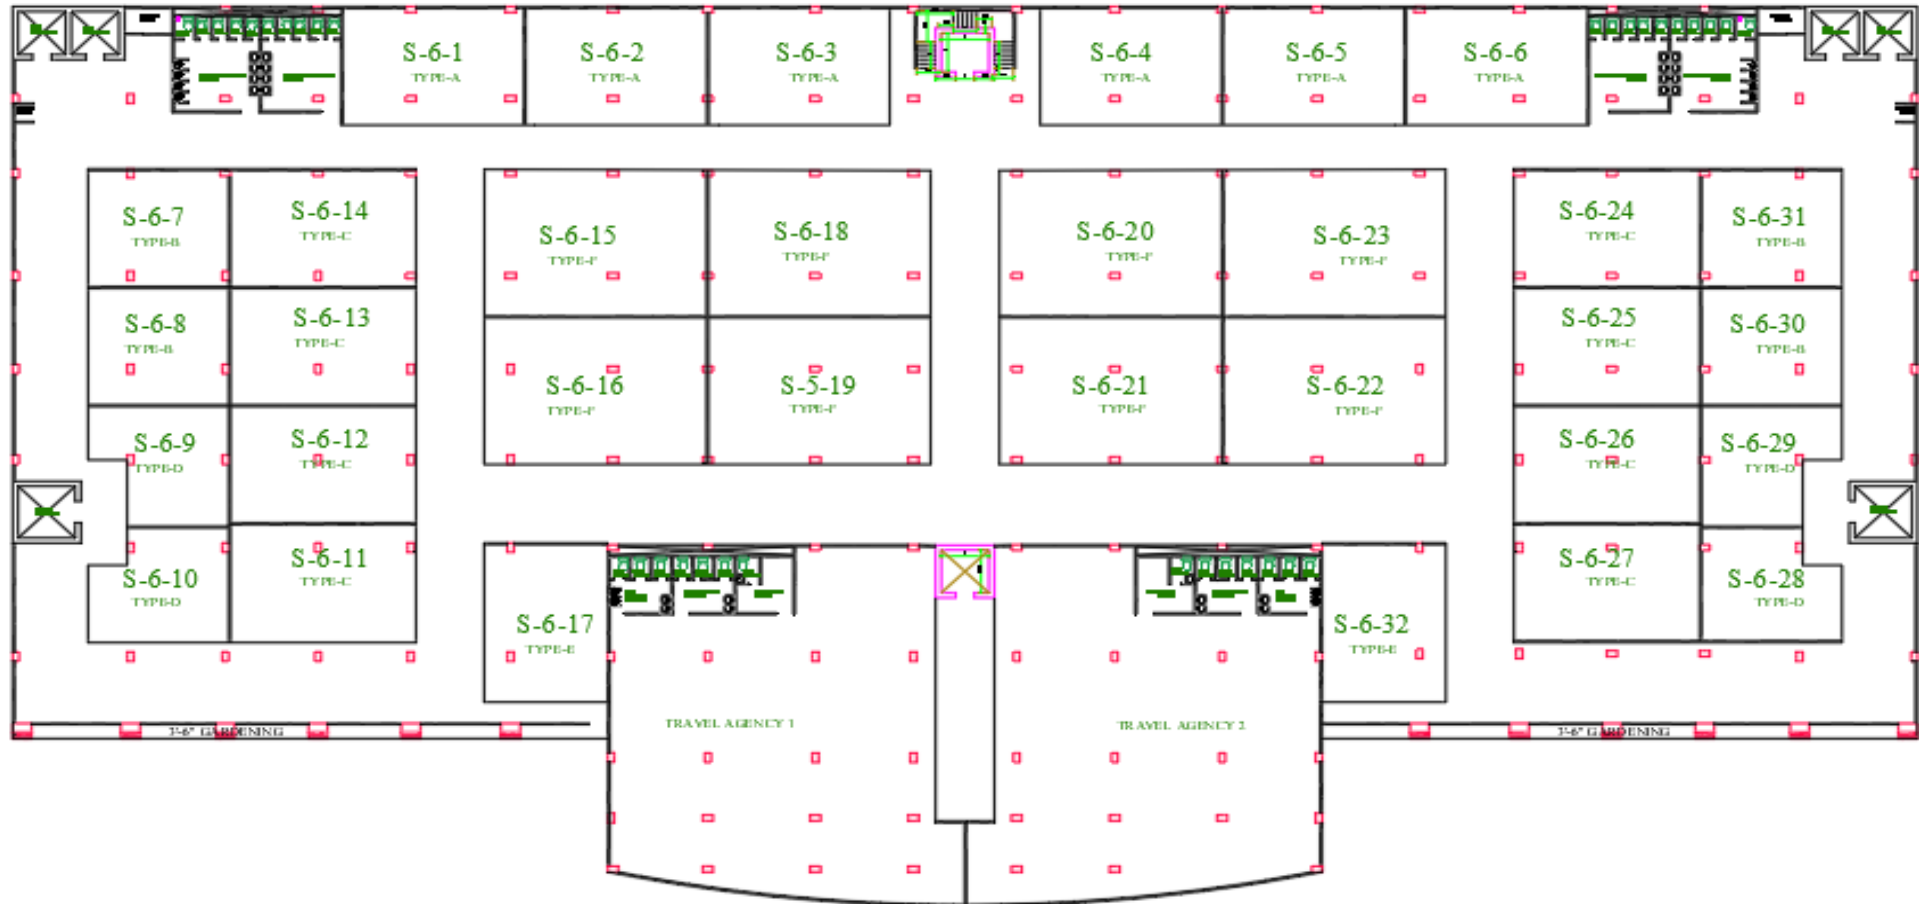 S-6-1
TYPE-A
S-6-2
TYPE-A
S-6-3
TYPE-A
S-6-4
TYPE-A
S-6-5
TYPE-A
S-6-6
TYPE-A
S-6-7
TYPE-B
S-6-14
TYPE-C
S-6-15
TYPE-F
S-6-18
TYPE-F
S-6-20
TYPE-F
S-6-23
TYPE-F
S-6-24
TYPE-C
S-6-31
TYPE-B
S-6-8
TYPE-B
S-6-13
TYPE-C
S-6-25
TYPE-C
S-6-30
TYPE-B
S-6-16
TYPE-F
S-5-19
TYPE-F
S-6-21
TYPE-F
S-6-22
TYPE-F
S-6-9
TYPE-D
S-6-12
TYPE-C
S-6-26
TYPE-C
S-6-29
TYPE-D
S-6-10
TYPE-D
S-6-11
TYPE-C
S-6-27
TYPE-C
S-6-28
TYPE-D
S-6-17
TYPE-E
S-6-32
TYPE-E
TRAVEL AGENCY 1
TRAVEL AGENCY 2
3'-6" GARDENING
3'-6" GARDENING